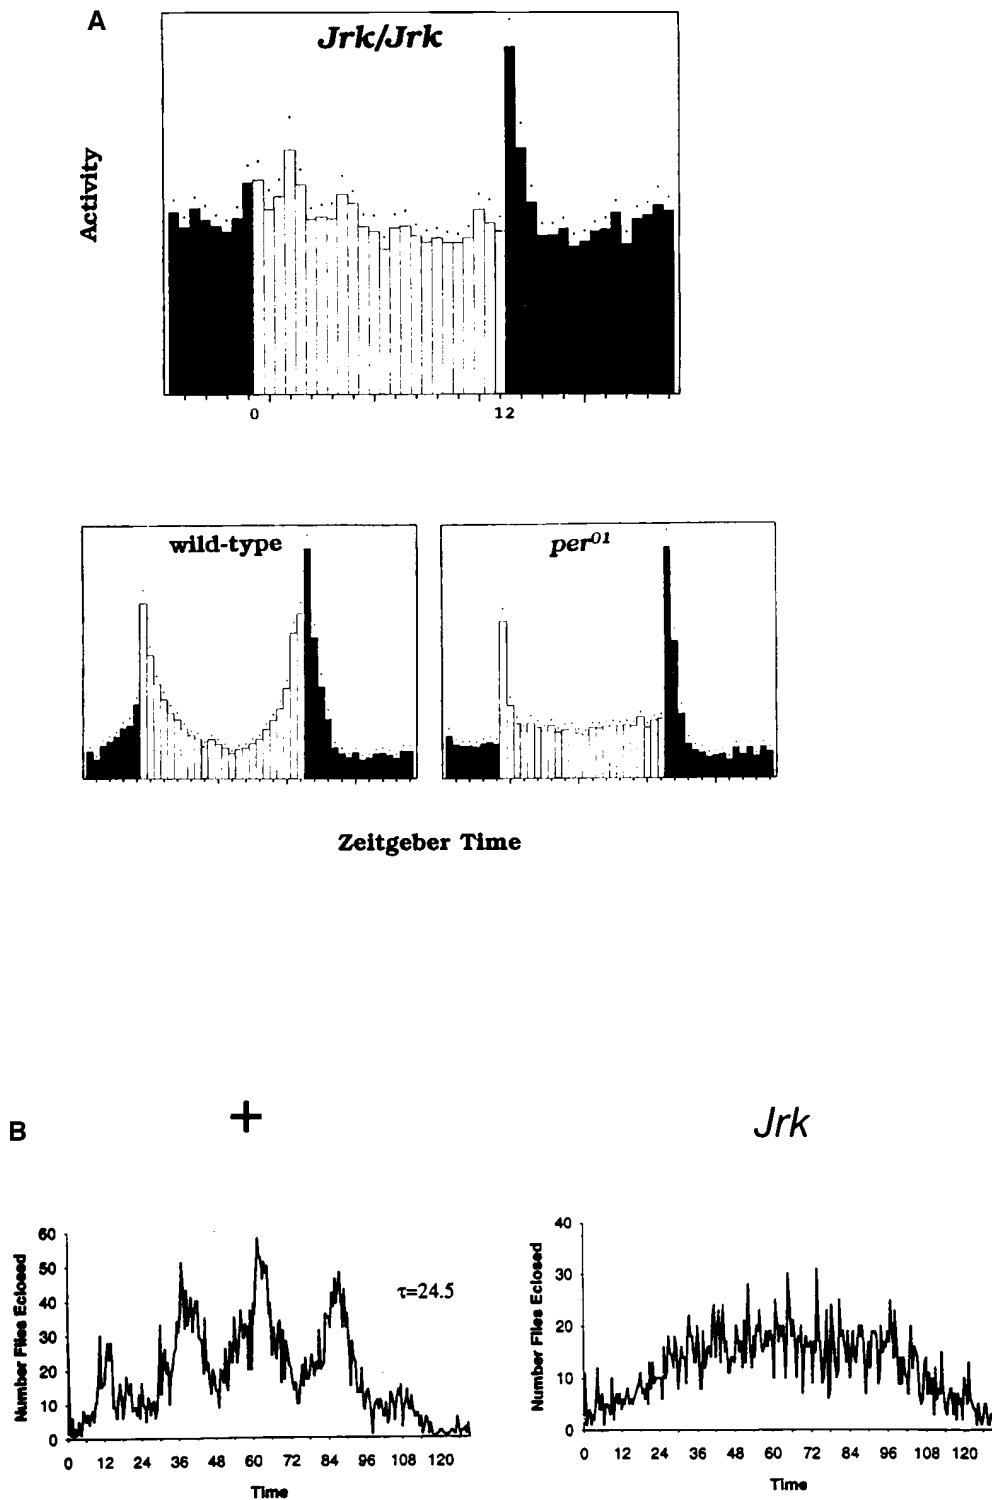 A
Jrk/Jrk
Activity
0 12
wild-type
per01
Zeitgeber Time
B
+
Jrk
Number Flies Eclosed
60
50
40
30
20
10
0
τ=24.5
0 12 24 36 48 60 72 84 96 108 120
Time
Number Flies Eclosed
40
30
20
10
0
0 12 24 36 48 60 72 84 96 108 120
Time